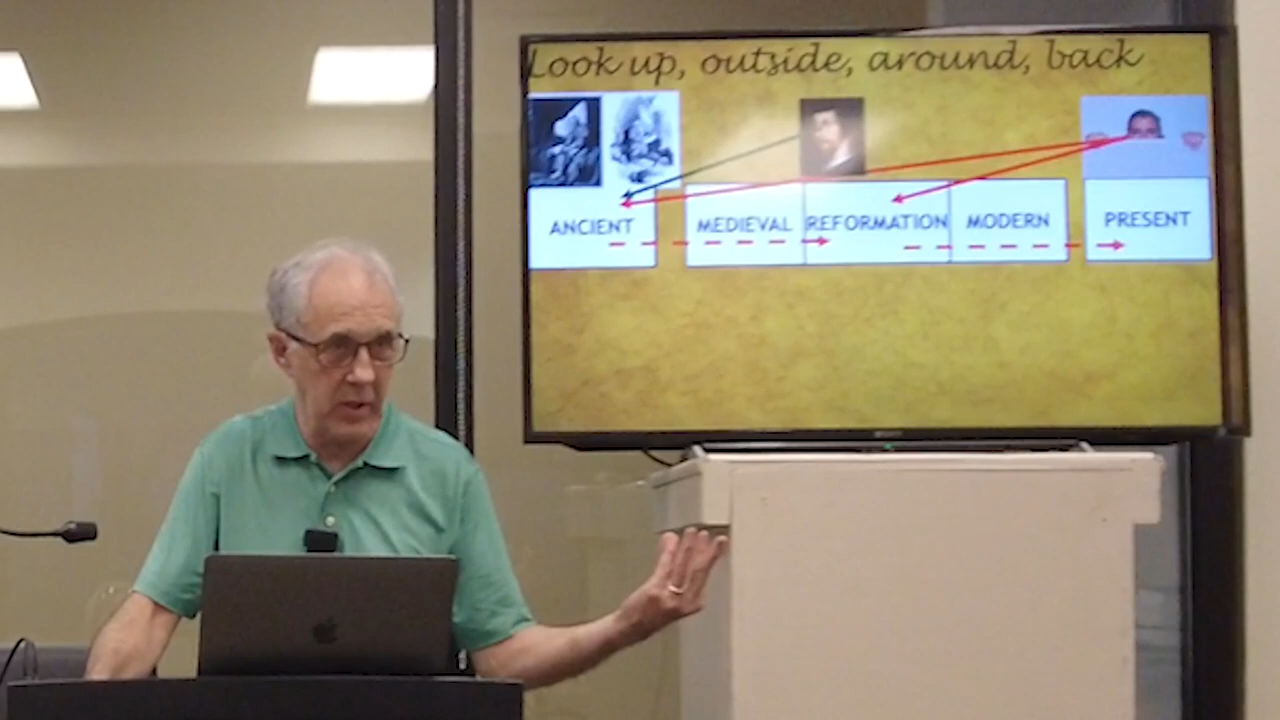 Look up, outside, around, back
ANCIENT MEDIEVAL REFORMATION MODERN PRESENT